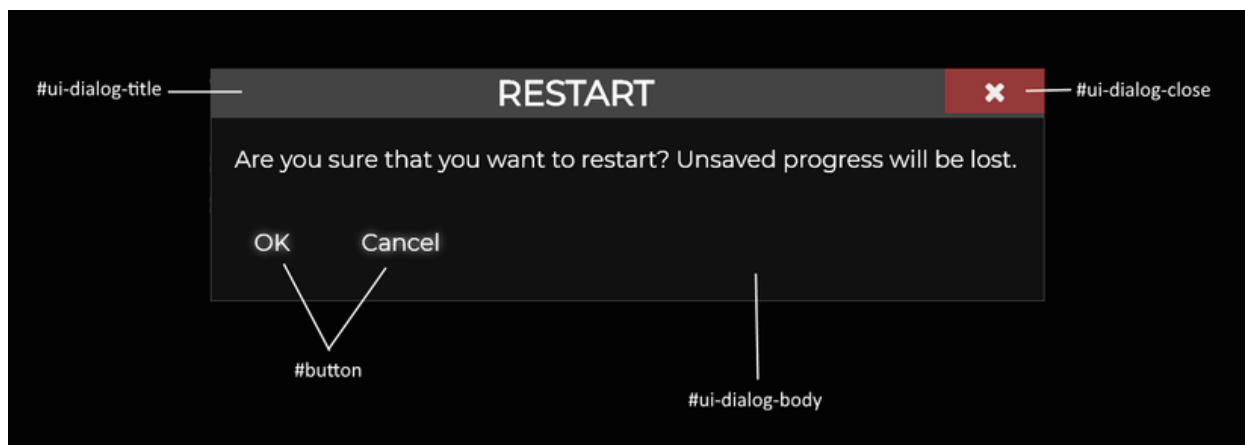 #ui-dialog-title
RESTART
#ui-dialog-close
Are you sure that you want to restart? Unsaved progress will be lost.
OK
Cancel
#button
#ui-dialog-body